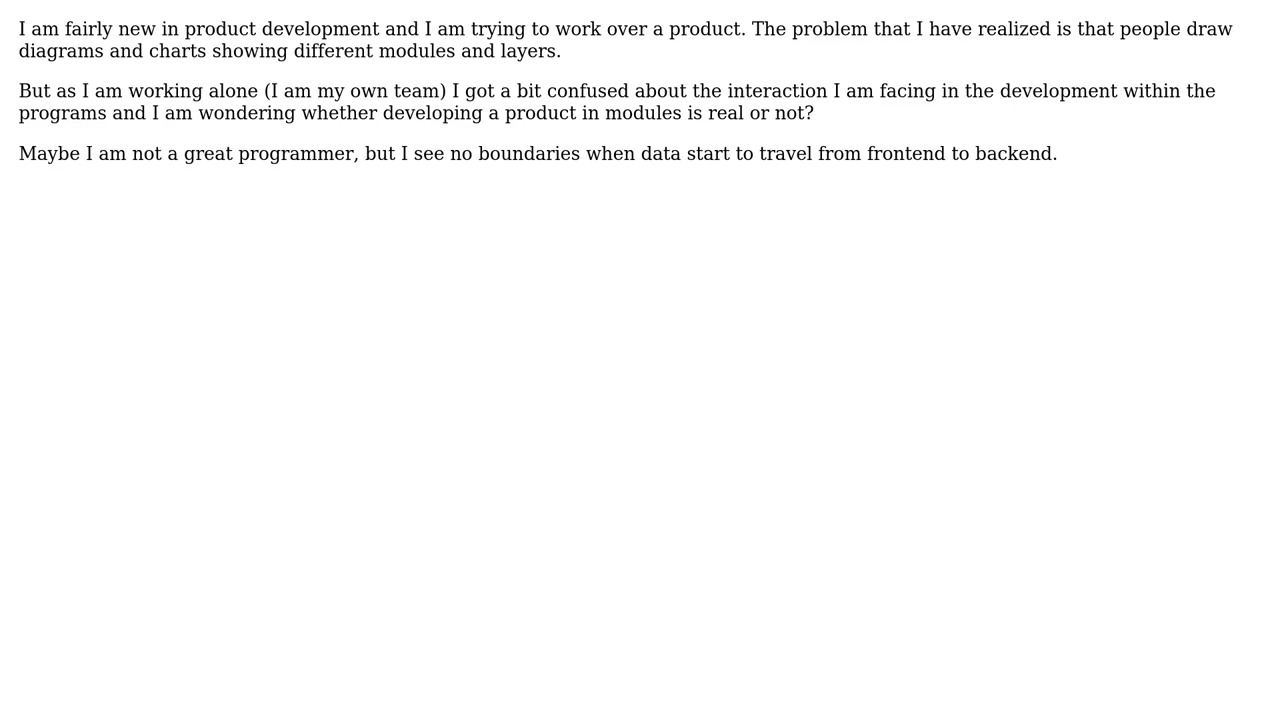 I am fairly new in product development and I am trying to work over a product. The problem that I have realized is that people draw
diagrams and charts showing different modules and layers.
But as I am working alone (I am my own team) I got a bit confused about the interaction I am facing in the development within the
programs and I am wondering whether developing a product in modules is real or not?
Maybe I am not a great programmer, but I see no boundaries when data start to travel from frontend to backend.